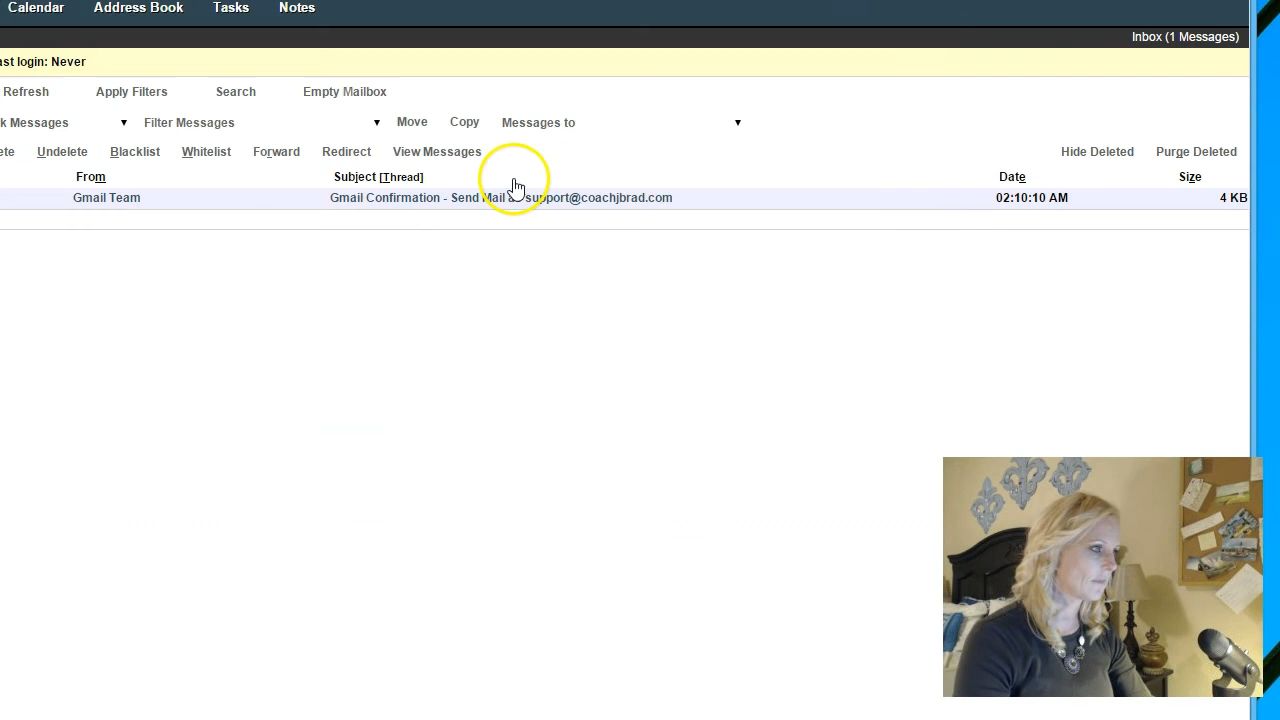 Calendar Address Book Tasks Notes
Inbox (1 Messages)
ast login: Never
Refresh Apply Filters Search Empty Mailbox
k Messages Filter Messages Move Copy Messages to
ete Undelete Blacklist Whitelist Forward Redirect View Messages Hide Deleted Purge Deleted
From Subject [Thread] Date Size
Gmail Team Gmail Confirmation - Send Mail support@coachjbrad.com 02:10:10 AM 4 KB